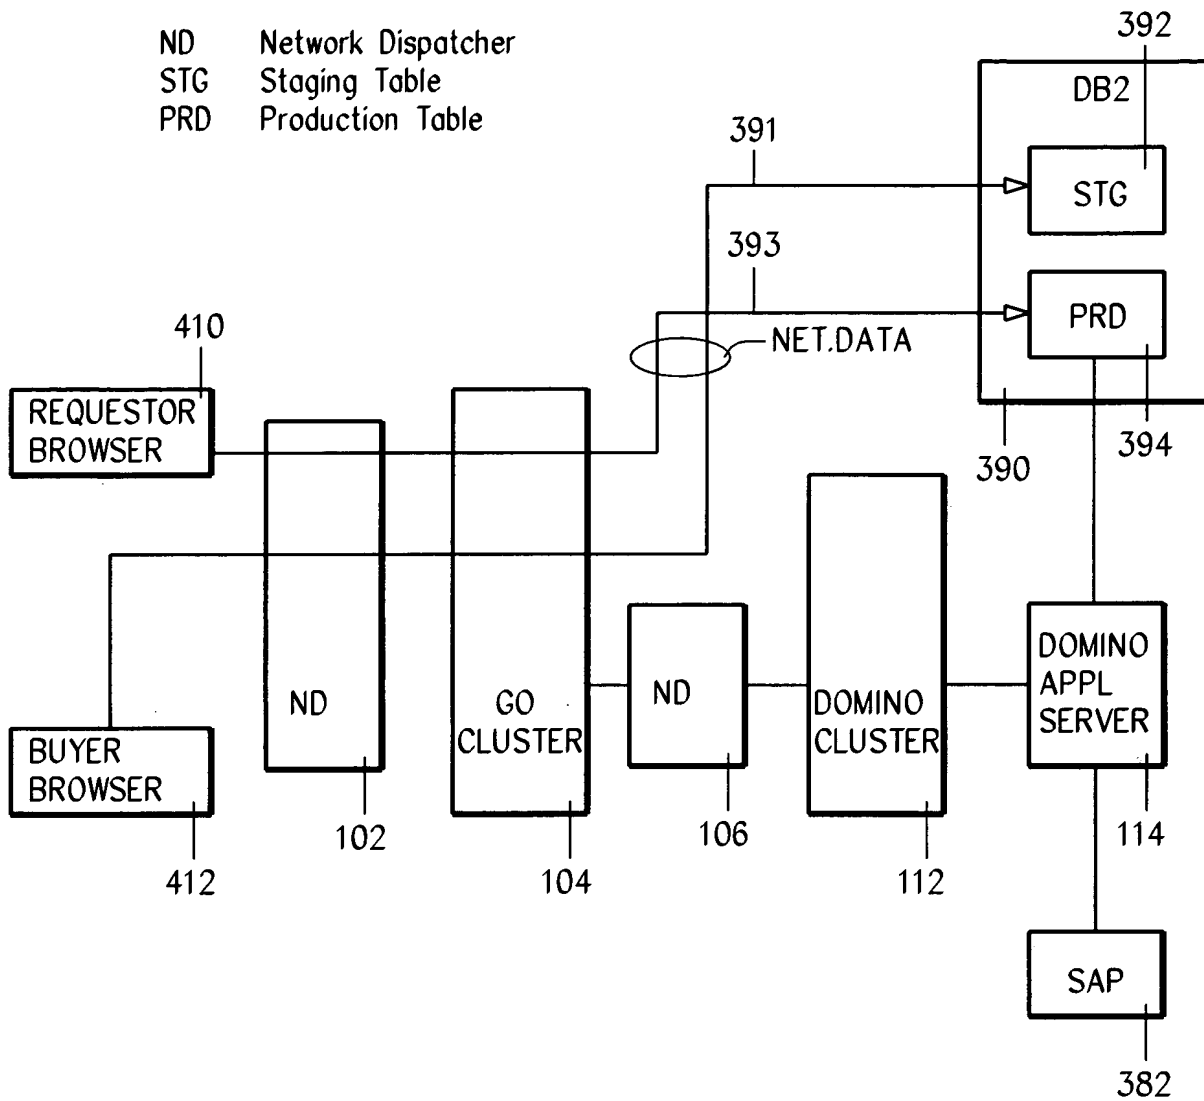 ND Network Dispatcher
STG Staging Table
PRD Production Table
392
DB2
391
STG
393
PRD
NET.DATA
410
REQUESTOR
BROWSER
390
394
ND
GO
CLUSTER
ND
DOMINO
CLUSTER
DOMINO
APPL
SERVER
BUYER
BROWSER
102
106
114
412
104
112
SAP
382